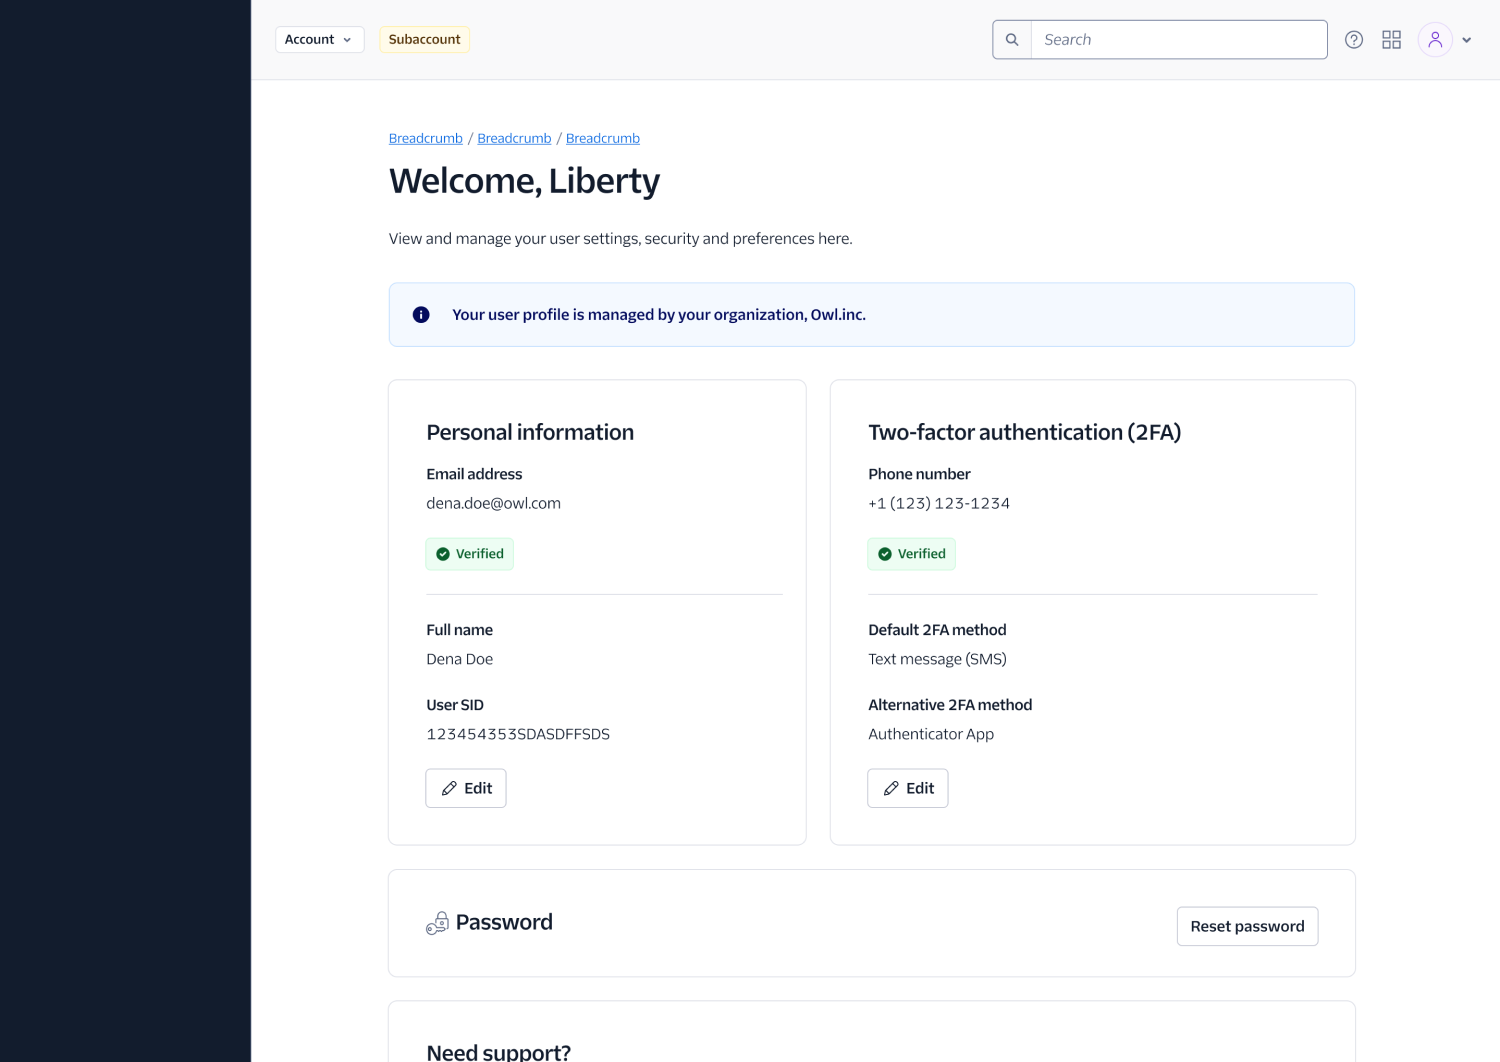 Account
Subaccount
Search
Breadcrumb / Breadcrumb / Breadcrumb
Welcome, Liberty
View and manage your user settings, security and preferences here.
Your user profile is managed by your organization, Owl.inc.
Personal information
Email address
dena.doe@owl.com
Verified
Full name
Dena Doe
User SID
123454353SDASDFFSDS
Edit
Two-factor authentication (2FA)
Phone number
+1 (123) 123-1234
Verified
Default 2FA method
Text message (SMS)
Alternative 2FA method
Authenticator App
Edit
Password
Reset password
Need support?